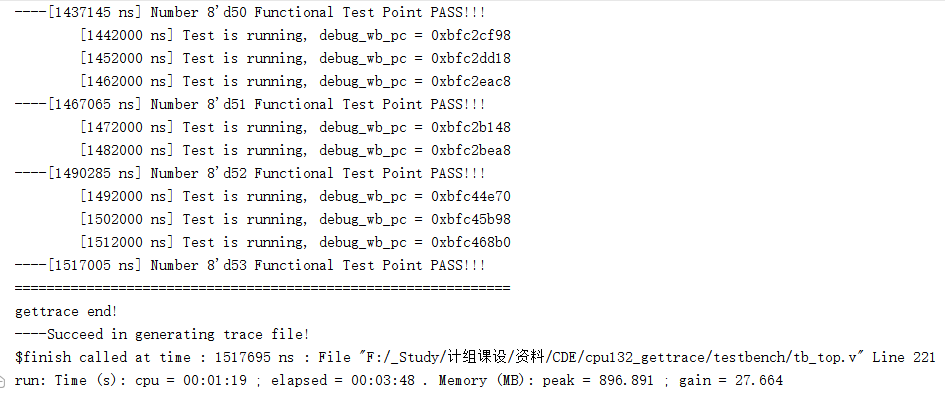 ----[1437145 ns] Number 8'd50 Functional Test Point PASS!!!
[1442000 ns] Test is running, debug_wb_pc = 0xbfc2cf98
[1452000 ns] Test is running, debug_wb_pc = 0xbfc2dd18
[1462000 ns] Test is running, debug_wb_pc = 0xbfc2eac8
----[1467065 ns] Number 8'd51 Functional Test Point PASS!!!
[1472000 ns] Test is running, debug_wb_pc = 0xbfc2b148
[1482000 ns] Test is running, debug_wb_pc = 0xbfc2bea8
----[1490285 ns] Number 8'd52 Functional Test Point PASS!!!
[1492000 ns] Test is running, debug_wb_pc = 0xbfc44e70
[1502000 ns] Test is running, debug_wb_pc = 0xbfc45b98
[1512000 ns] Test is running, debug_wb_pc = 0xbfc468b0
----[1517005 ns] Number 8'd53 Functional Test Point PASS!!!
==============================================================
gettrace end!
----Succeed in generating trace file!
$finish called at time : 1517695 ns : File "F:/_Study/计组课设/资料/CDE/cpu132_gettrace/testbench/tb_top.v" Line 221
run: Time (s): cpu = 00:01:19 ; elapsed = 00:03:48 . Memory (MB): peak = 896.891 ; gain = 27.664